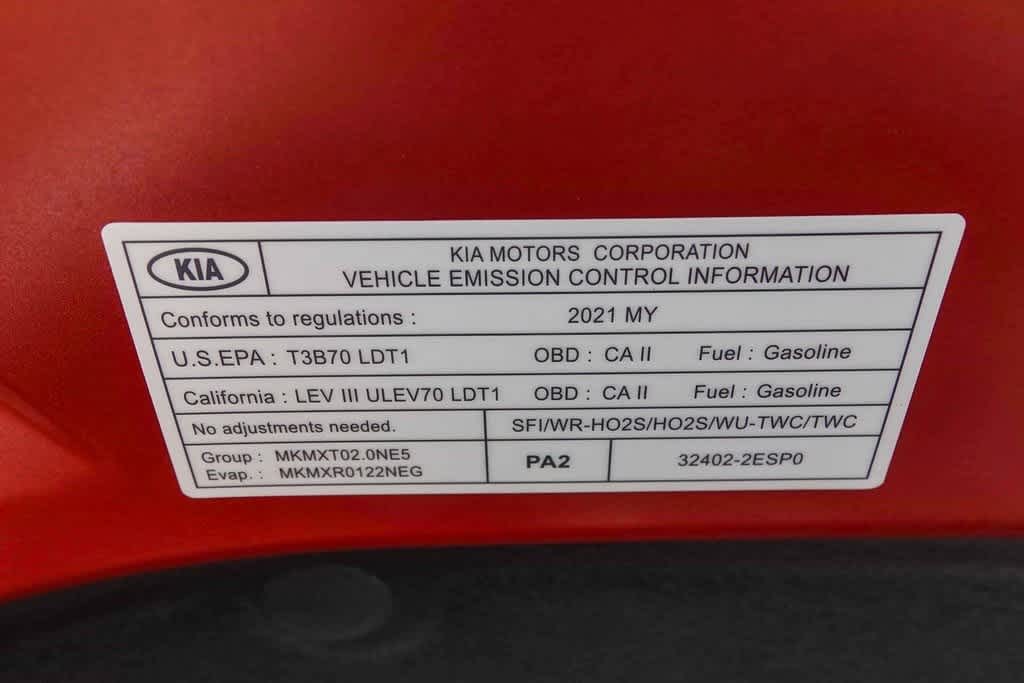 KIA
KIA MOTORS CORPORATION
VEHICLE EMISSION CONTROL INFORMATION
Conforms to regulations : 2021 MY
U.S.EPA : T3B70 LDT1 OBD : CA II Fuel : Gasoline
California : LEV III ULEV70 LDT1 OBD : CA II Fuel : Gasoline
No adjustments needed. SFI/WR-HO2S/HO2S/WU-TWC/TWC
Group : MKMXT02.0NE5
Evap. : MKMXR0122NEG
PA2 32402-2ESP0